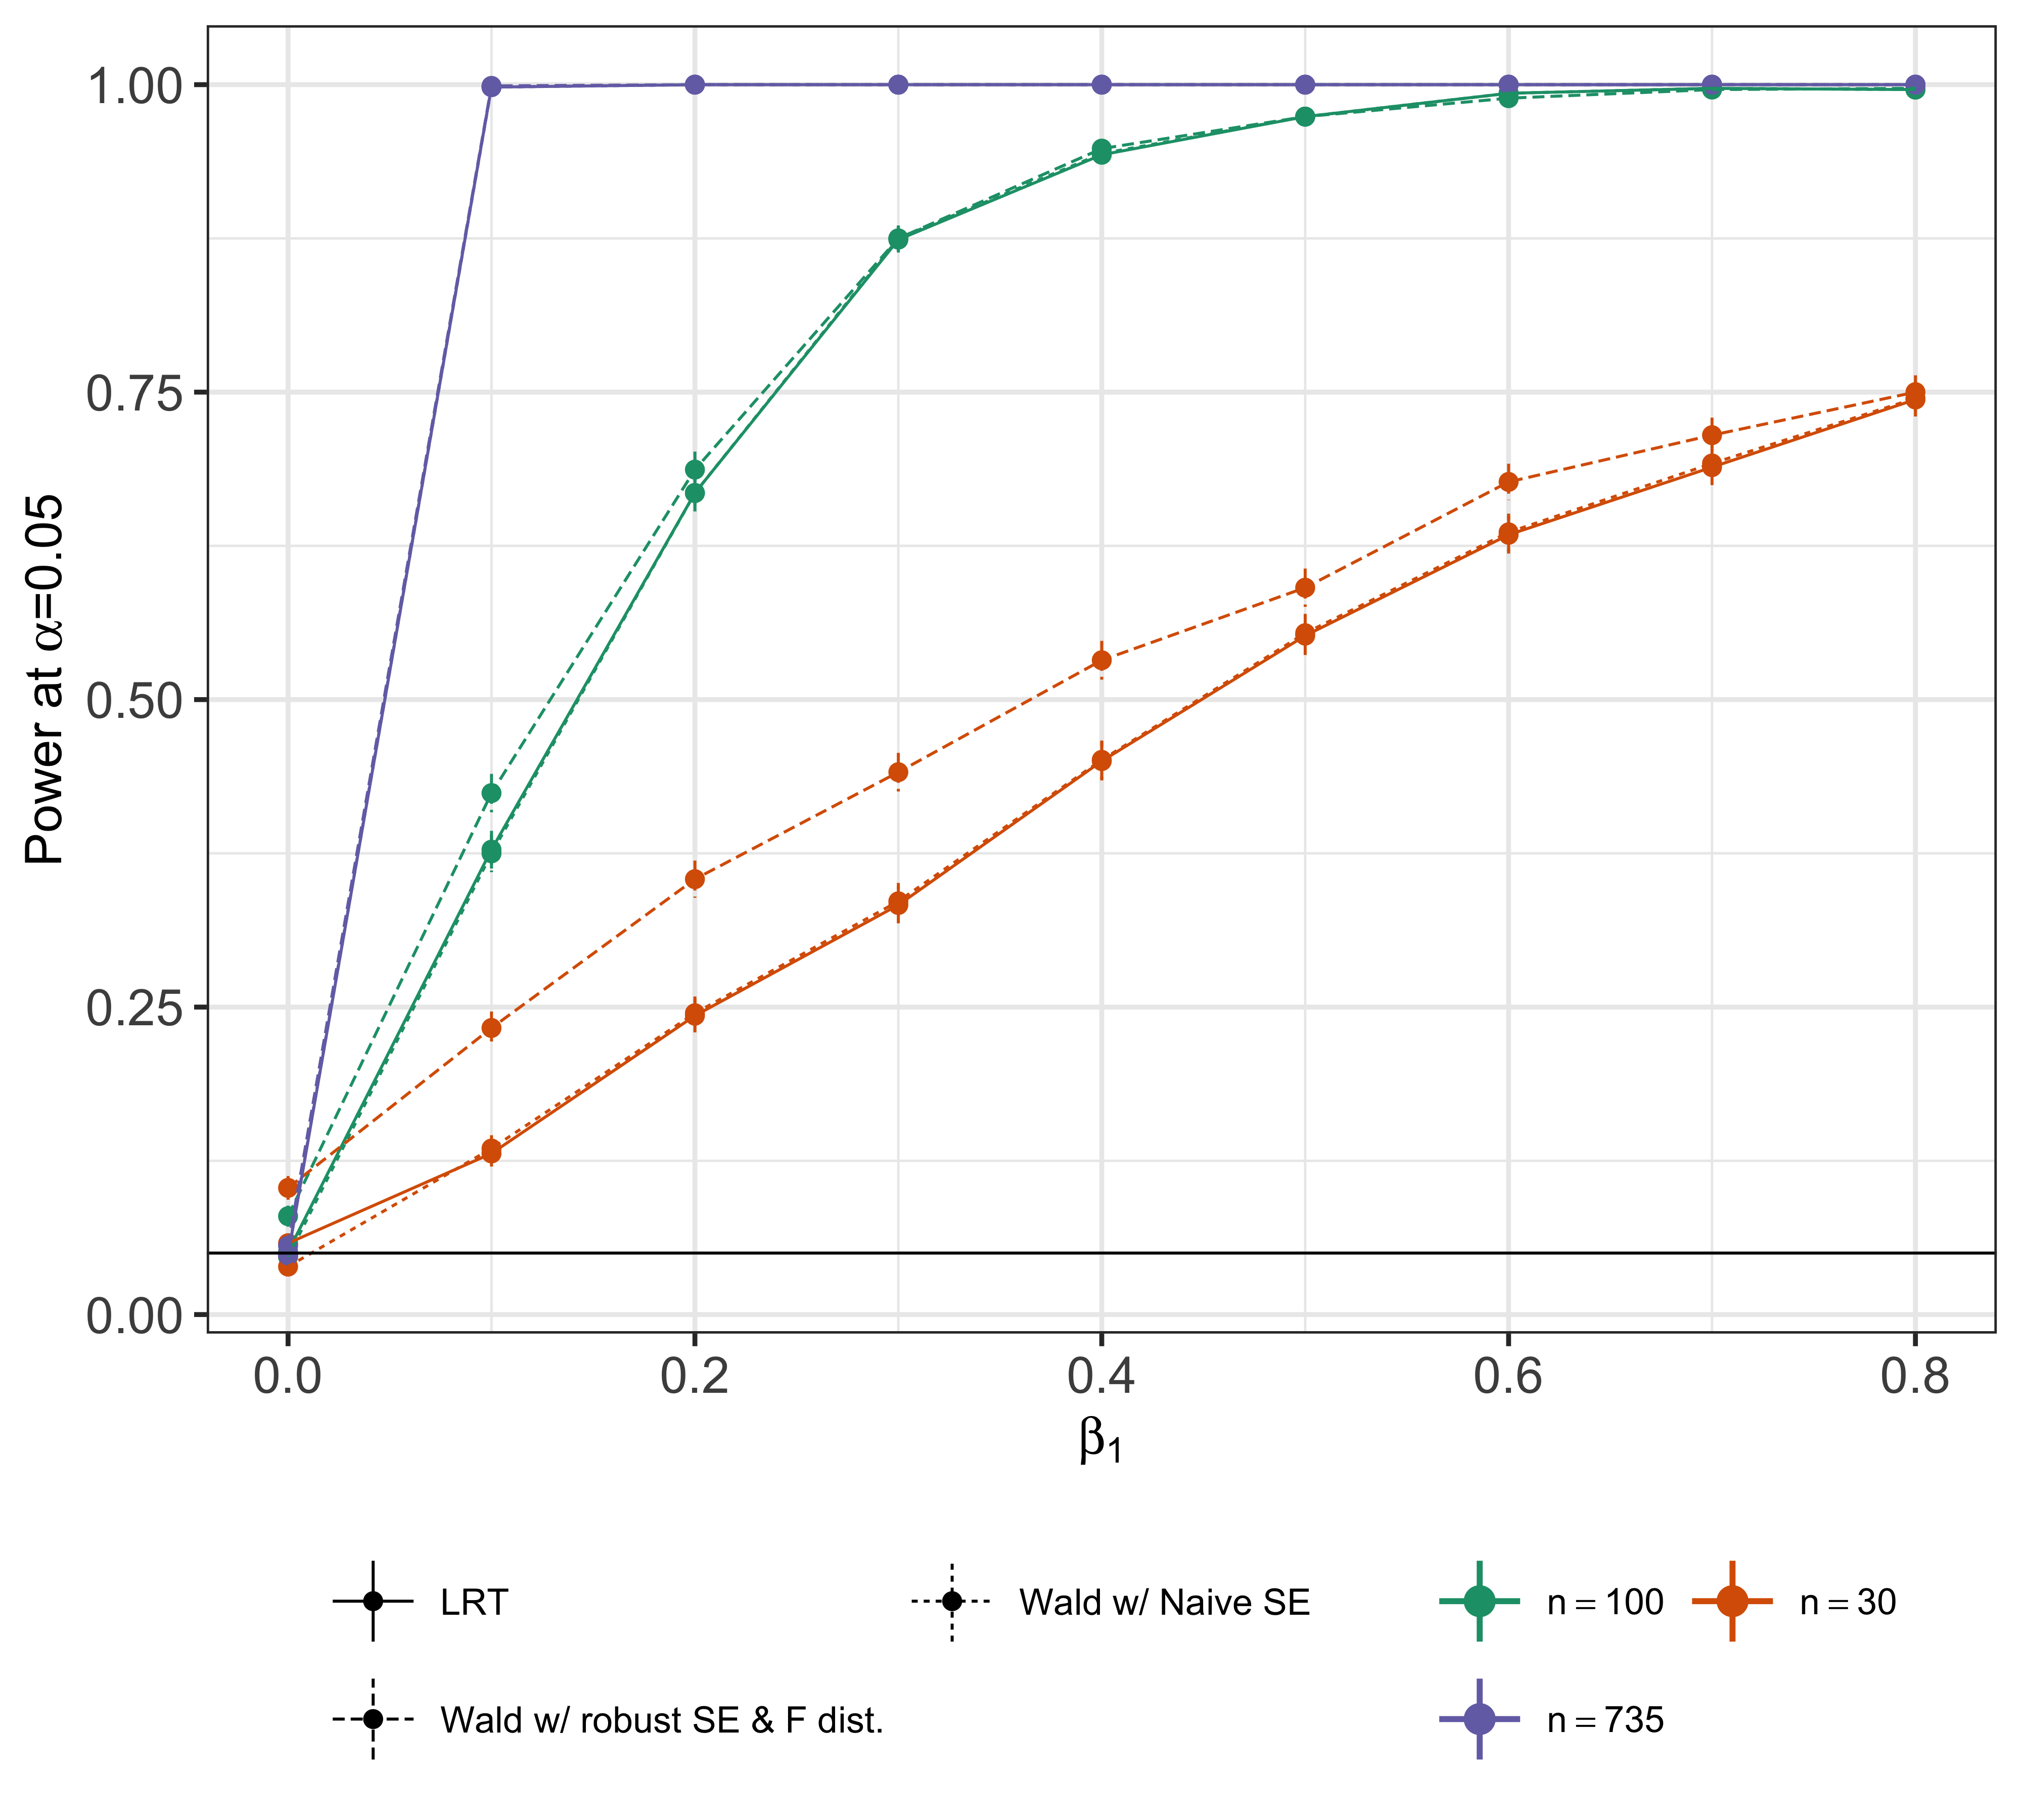 Power at α=0.05
1.00
0.75
0.50
0.25
0.00
0.0 0.2 0.4 0.6 0.8
β1
LRT Wald w/ Naive SE n = 100 n = 30
Wald w/ robust SE & F dist. n = 735